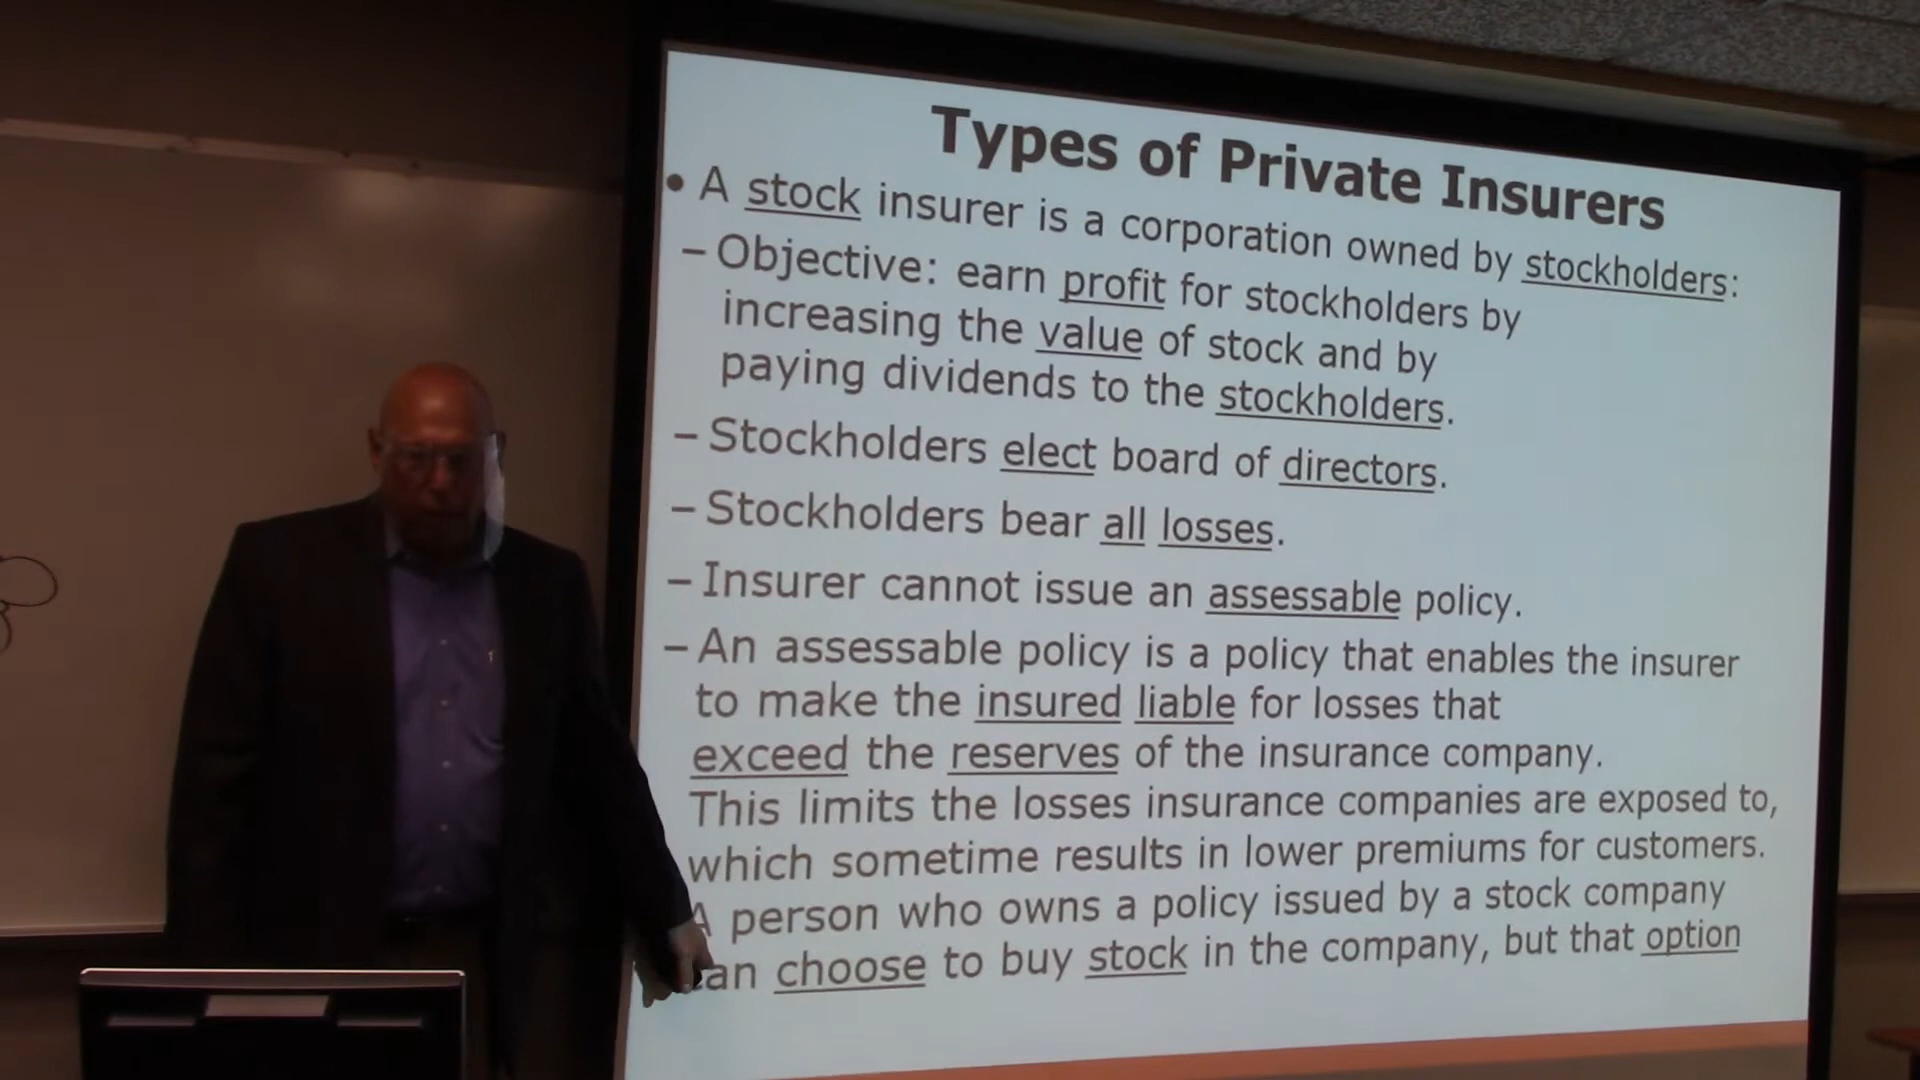 Types of Private Insurers
• A stock insurer is a corporation owned by stockholders:
– Objective: earn profit for stockholders by
increasing the value of stock and by
paying dividends to the stockholders.
– Stockholders elect board of directors.
– Stockholders bear all losses.
– Insurer cannot issue an assessable policy.
– An assessable policy is a policy that enables the insurer
to make the insured liable for losses that
exceed the reserves of the insurance company.
This limits the losses insurance companies are exposed to,
which sometime results in lower premiums for customers.
A person who owns a policy issued by a stock company
can choose to buy stock in the company, but that option